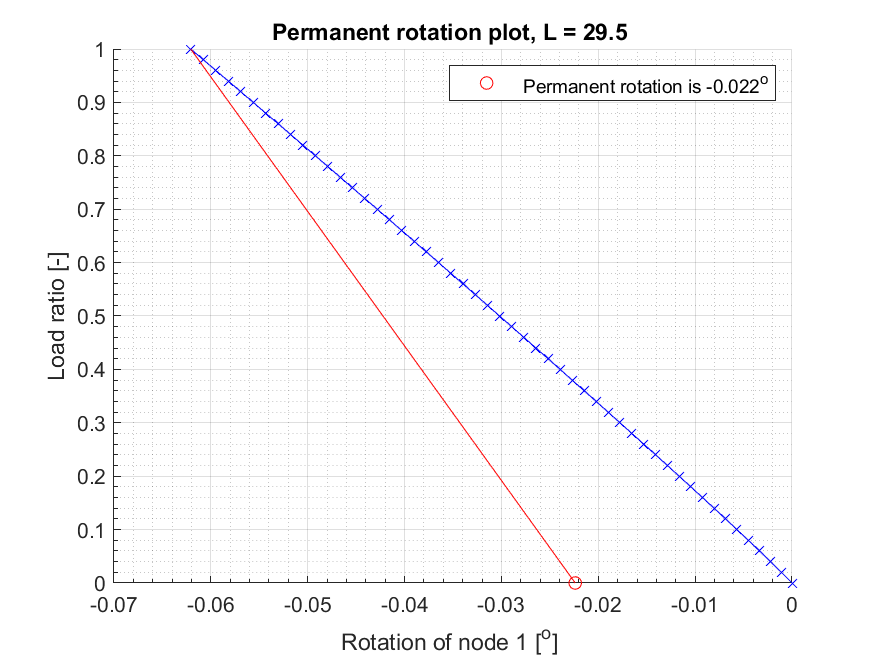 Permanent rotation plot, L = 29.5
Permanent rotation is -0.022°
Load ratio [-]
1
0.9
0.8
0.7
0.6
0.5
0.4
0.3
0.2
0.1
0
-0.07 -0.06 -0.05 -0.04 -0.03 -0.02 -0.01 0
Rotation of node 1 [°]